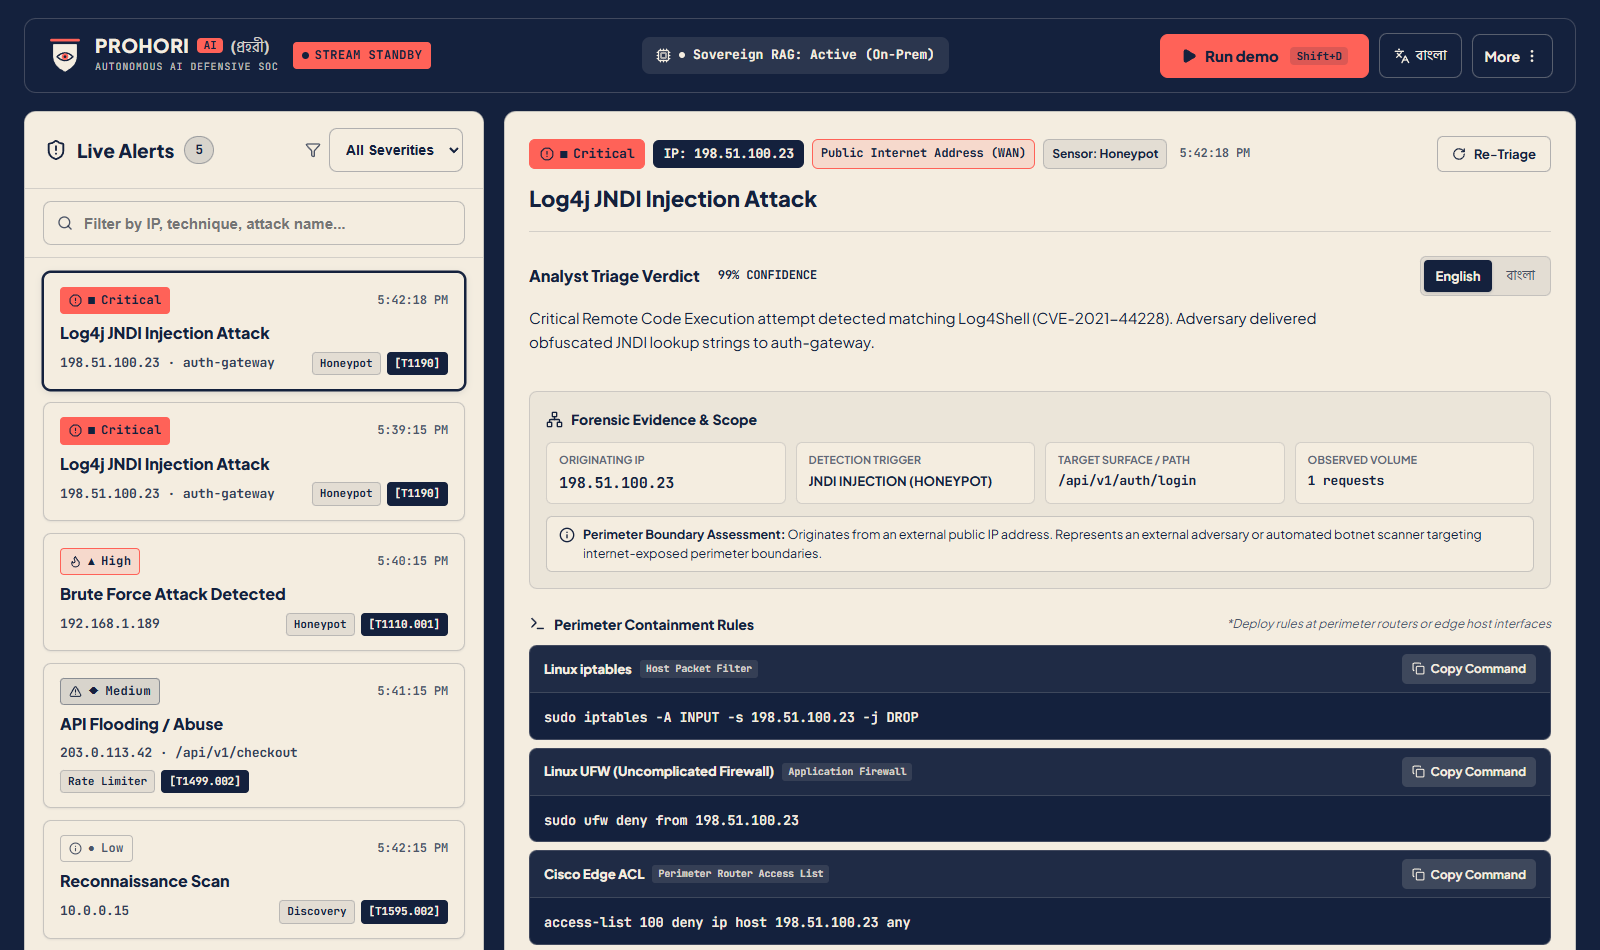 PROHORI AI (প্রহরী)
AUTONOMOUS AI DEFENSIVE SOC
STREAM STANDBY
Sovereign RAG: Active (On-Prem)
Run demo Shift+D
বাংলা
More
Live Alerts 5
All Severities
Filter by IP, technique, attack name...
Critical 5:42:18 PM
Log4j JNDI Injection Attack
198.51.100.23 · auth-gateway Honeypot [T1190]
Critical 5:39:15 PM
Log4j JNDI Injection Attack
198.51.100.23 · auth-gateway Honeypot [T1190]
High 5:40:15 PM
Brute Force Attack Detected
192.168.1.189 Honeypot [T1110.001]
Medium 5:41:15 PM
API Flooding / Abuse
203.0.113.42 · /api/v1/checkout
Rate Limiter [T1499.002]
Low 5:42:15 PM
Reconnaissance Scan
10.0.0.15 Discovery [T1595.002]
Critical IP: 198.51.100.23 Public Internet Address (WAN) Sensor: Honeypot 5:42:18 PM
Re-Triage
Log4j JNDI Injection Attack
Analyst Triage Verdict 99% CONFIDENCE
English বাংলা
Critical Remote Code Execution attempt detected matching Log4Shell (CVE-2021-44228). Adversary delivered
obfuscated JNDI lookup strings to auth-gateway.
Forensic Evidence & Scope
ORIGINATING IP
198.51.100.23
DETECTION TRIGGER
JNDI INJECTION (HONEYPOT)
TARGET SURFACE / PATH
/api/v1/auth/login
OBSERVED VOLUME
1 requests
Perimeter Boundary Assessment: Originates from an external public IP address. Represents an external adversary or automated botnet scanner targeting
internet-exposed perimeter boundaries.
Perimeter Containment Rules
*Deploy rules at perimeter routers or edge host interfaces
Linux iptables Host Packet Filter
Copy Command
sudo iptables -A INPUT -s 198.51.100.23 -j DROP
Linux UFW (Uncomplicated Firewall) Application Firewall
Copy Command
sudo ufw deny from 198.51.100.23
Cisco Edge ACL Perimeter Router Access List
Copy Command
access-list 100 deny ip host 198.51.100.23 any